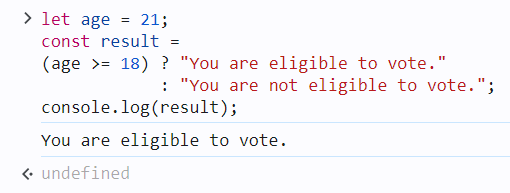 let age = 21;
const result =
(age >= 18) ? "You are eligible to vote."
            : "You are not eligible to vote.";
console.log(result);
You are eligible to vote.
undefined